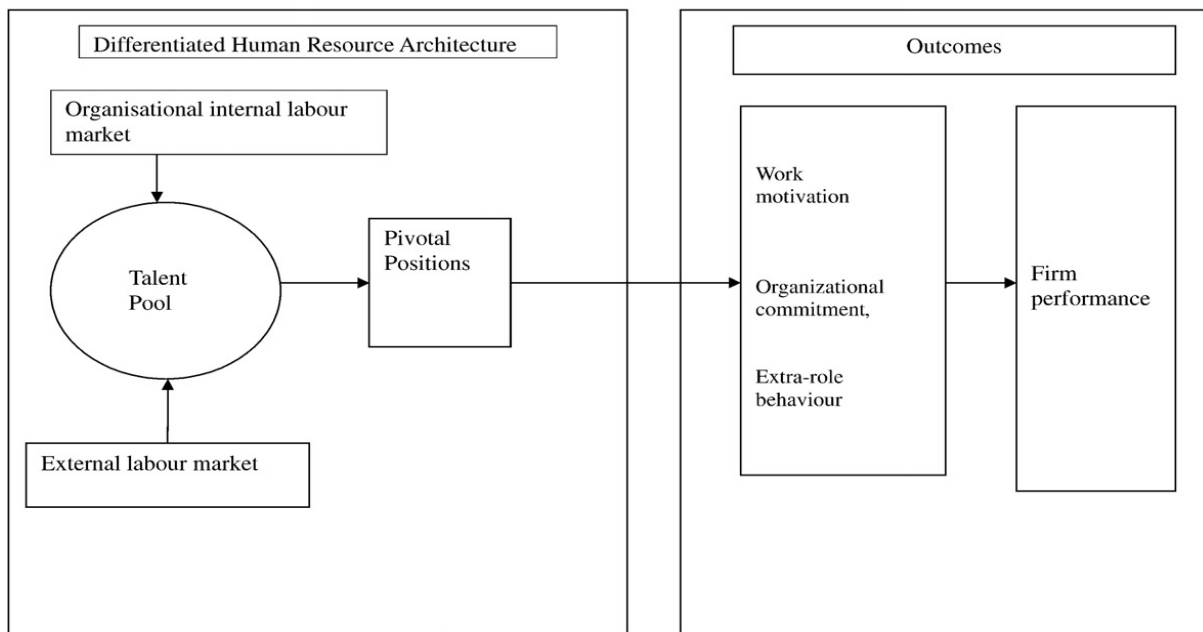 Differentiated Human Resource Architecture
Organisational internal labour
market
Talent
Pool
Pivotal
Positions
External labour market
Outcomes
Work
motivation
Organizational
commitment,
Extra-role
behaviour
Firm
performance